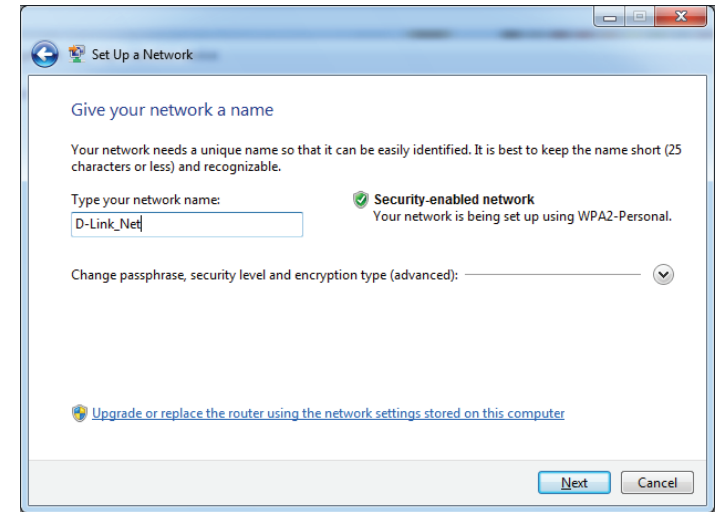 Set Up a Network
Give your network a name
Your network needs a unique name so that it can be easily identified. It is best to keep the name short (25
characters or less) and recognizable.
Type your network name:
Security-enabled network
D-Link_Net
Your network is being set up using WPA2-Personal.
Change passphrase, security level and encryption type (advanced):
Upgrade or replace the router using the network settings stored on this computer
Next
Cancel